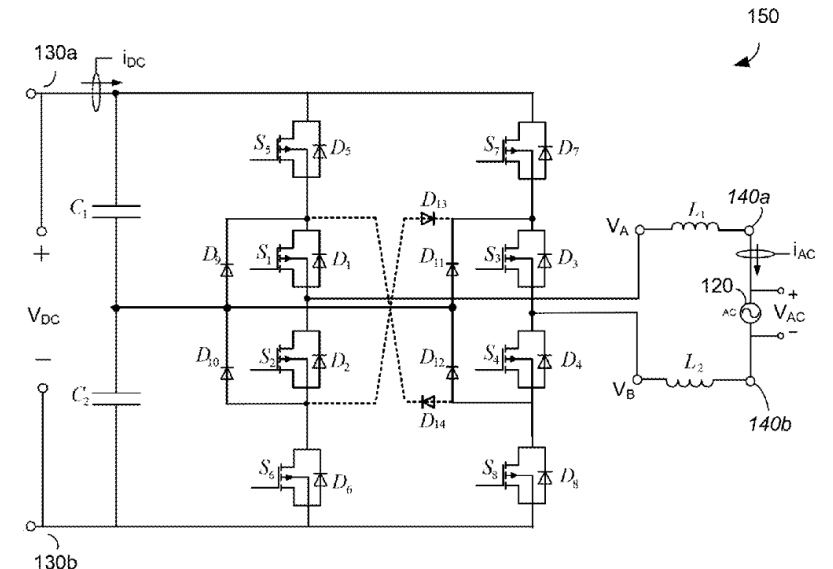 150
130a
iDC
S5
D5
S7
D7
C1
D13
L1
140a
VA
+
D9
S1
D1
D11
S3
D3
iAC
120
AC
+
VAC
–
VDC
–
D10
S2
D2
D12
S4
D4
L2
C2
VB
D14
140b
S6
D6
S8
D8
130b